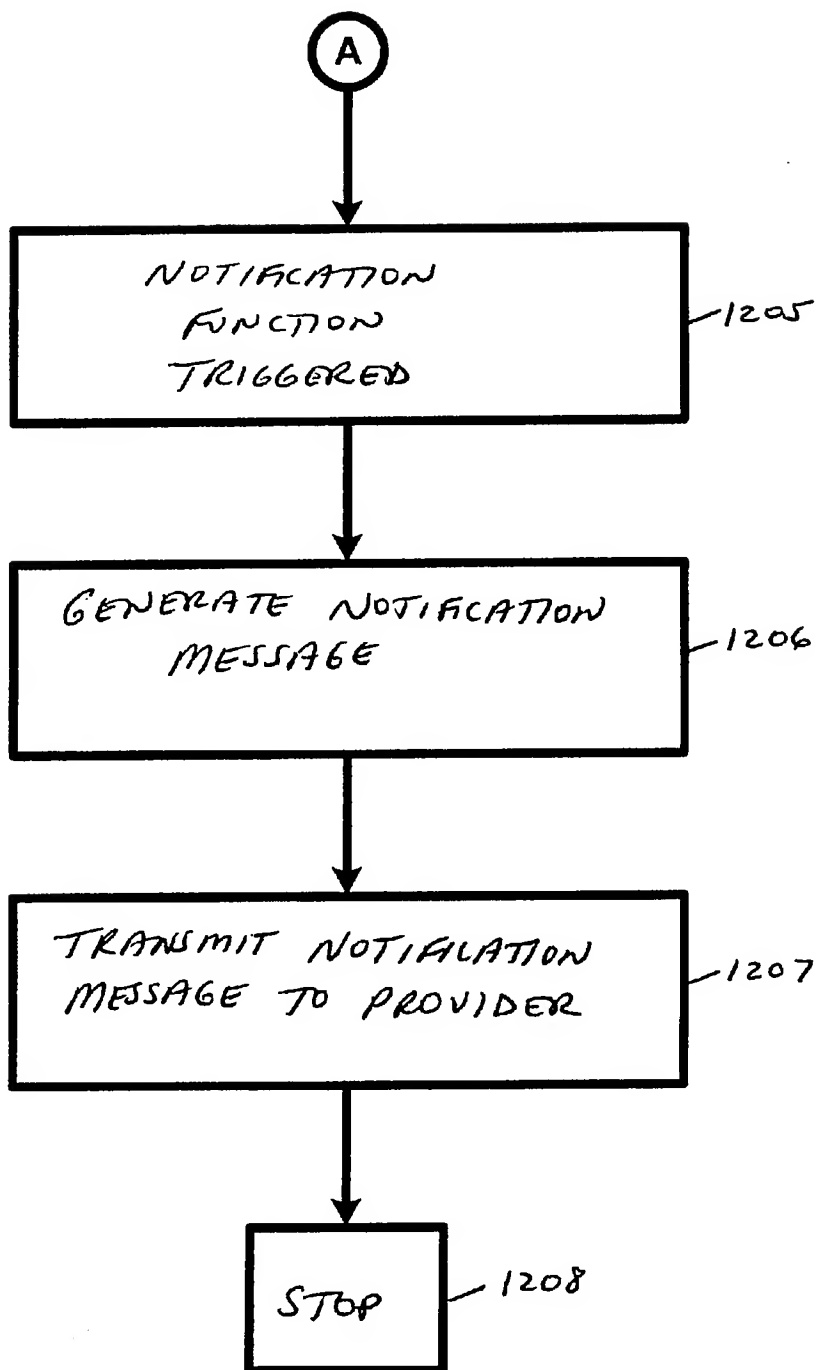 A
NOTIFICATION
FUNCTION
TRIGGERED
1205
GENERATE NOTIFICATION
MESSAGE
1206
TRANSMIT NOTIFICATION
MESSAGE TO PROVIDER
1207
STOP
1208